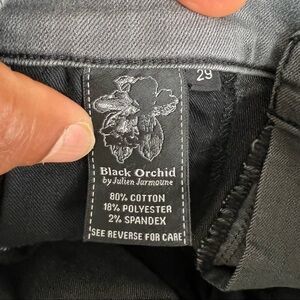 29
Black Orchid
by Julien Jarmoune
80% COTTON
18% POLYESTER
2% SPANDEX
SEE REVERSE FOR CARE